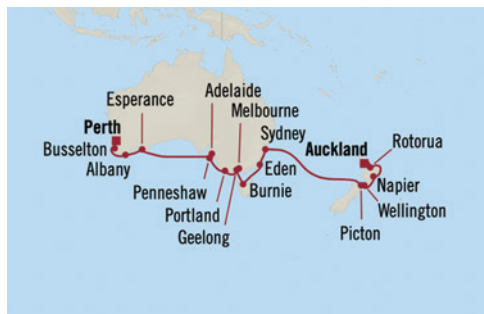 Esperance
Adelaide
Melbourne
Perth
Sydney
Busselton
Auckland
Rotorua
Albany
Eden
Penneshaw
Burnie
Napier
Portland
Wellington
Geelong
Picton